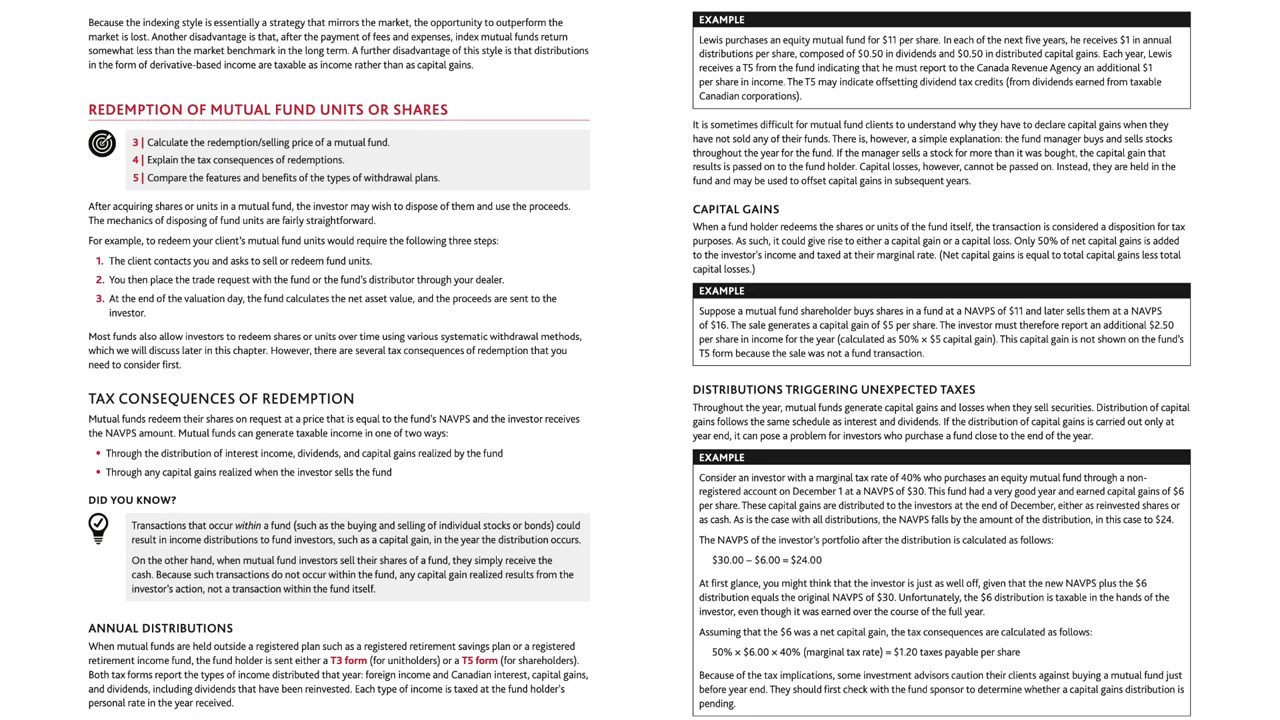 Because the indexing style is essentially a strategy that mirrors the market, the opportunity to outperform the
market is lost. Another disadvantage is that, after the payment of fees and expenses, index mutual funds return
somewhat less than the market benchmark in the long term. A further disadvantage of this style is that distributions
in the form of derivative-based income are taxable as income rather than as capital gains.
REDEMPTION OF MUTUAL FUND UNITS OR SHARES
3 | Calculate the redemption/selling price of a mutual fund.
4 | Explain the tax consequences of redemptions.
5 | Compare the features and benefits of the types of withdrawal plans.
After acquiring shares or units in a mutual fund, the investor may wish to dispose of them and use the proceeds.
The mechanics of disposing of fund units are fairly straightforward.
For example, to redeem your client's mutual fund units would require the following three steps:
1. The client contacts you and asks to sell or redeem fund units.
2. You then place the trade request with the fund or the fund's distributor through your dealer.
3. At the end of the valuation day, the fund calculates the net asset value, and the proceeds are sent to the
investor.
Most funds also allow investors to redeem shares or units over time using various systematic withdrawal methods,
which we will discuss later in this chapter. However, there are several tax consequences of redemption that you
need to consider first.
TAX CONSEQUENCES OF REDEMPTION
Mutual funds redeem their shares on request at a price that is equal to the fund's NAVPS and the investor receives
the NAVPS amount. Mutual funds can generate taxable income in one of two ways:
• Through the distribution of interest income, dividends, and capital gains realized by the fund
• Through any capital gains realized when the investor sells the fund
DID YOU KNOW?
Transactions that occur within a fund (such as the buying and selling of individual stocks or bonds) could
result in income distributions to fund investors, such as a capital gain, in the year the distribution occurs.
On the other hand, when mutual fund investors sell their shares of a fund, they simply receive the
cash. Because such transactions do not occur within the fund, any capital gain realized results from the
investor's action, not a transaction within the fund itself.
ANNUAL DISTRIBUTIONS
When mutual funds are held outside a registered plan such as a registered retirement savings plan or a registered
retirement income fund, the fund holder is sent either a T3 form (for unitholders) or a T5 form (for shareholders).
Both tax forms report the types of income distributed that year: foreign income and Canadian interest, capital gains,
and dividends, including dividends that have been reinvested. Each type of income is taxed at the fund holder's
personal rate in the year received.
EXAMPLE
Lewis purchases an equity mutual fund for $11 per share. In each of the next five years, he receives $1 in annual
distributions per share, composed of $0.50 in dividends and $0.50 in distributed capital gains. Each year, Lewis
receives a T5 from the fund indicating that he must report to the Canada Revenue Agency an additional $1
per share in income. The T5 may indicate offsetting dividend tax credits (from dividends earned from taxable
Canadian corporations).
It is sometimes difficult for mutual fund clients to understand why they have to declare capital gains when they
have not sold any of their funds. There is, however, a simple explanation: the fund manager buys and sells stocks
throughout the year for the fund. If the manager sells a stock for more than it was bought, the capital gain that
results is passed on to the fund holder. Capital losses, however, cannot be passed on. Instead, they are held in the
fund and may be used to offset capital gains in subsequent years.
CAPITAL GAINS
When a fund holder redeems the shares or units of the fund itself, the transaction is considered a disposition for tax
purposes. As such, it could give rise to either a capital gain or a capital loss. Only 50% of net capital gains is added
to the investor's income and taxed at their marginal rate. (Net capital gains is equal to total capital gains less total
capital losses.)
EXAMPLE
Suppose a mutual fund shareholder buys shares in a fund at a NAVPS of $11 and later sells them at a NAVPS
of $16. The sale generates a capital gain of $5 per share. The investor must therefore report an additional $2.50
per share in income for the year (calculated as 50% × $5 capital gain). This capital gain is not shown on the fund's
T5 form because the sale was not a fund transaction.
DISTRIBUTIONS TRIGGERING UNEXPECTED TAXES
Throughout the year, mutual funds generate capital gains and losses when they sell securities. Distribution of capital
gains follows the same schedule as interest and dividends. If the distribution of capital gains is carried out only at
year end, it can pose a problem for investors who purchase a fund close to the end of the year.
EXAMPLE
Consider an investor with a marginal tax rate of 40% who purchases an equity mutual fund through a non-
registered account on December 1 at a NAVPS of $30. This fund had a very good year and earned capital gains of $6
per share. These capital gains are distributed to the investors at the end of December, either as reinvested shares or
as cash. As is the case with all distributions, the NAVPS falls by the amount of the distribution, in this case to $24.
The NAVPS of the investor's portfolio after the distribution is calculated as follows:
$30.00 – $6.00 = $24.00
At first glance, you might think that the investor is just as well off, given that the new NAVPS plus the $6
distribution equals the original NAVPS of $30. Unfortunately, the $6 distribution is taxable in the hands of the
investor, even though it was earned over the course of the full year.
Assuming that the $6 was a net capital gain, the tax consequences are calculated as follows:
50% × $6.00 × 40% (marginal tax rate) = $1.20 taxes payable per share
Because of the tax implications, some investment advisors caution their clients against buying a mutual fund just
before year end. They should first check with the fund sponsor to determine whether a capital gains distribution is
pending.